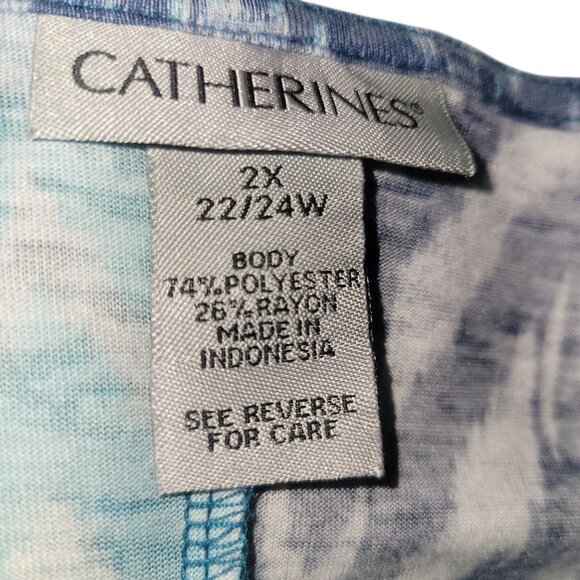 CATHERINES®
2X
22/24W
BODY
74%POLYESTER
26%RAYON
MADE IN
INDONESIA
SEE REVERSE
FOR CARE